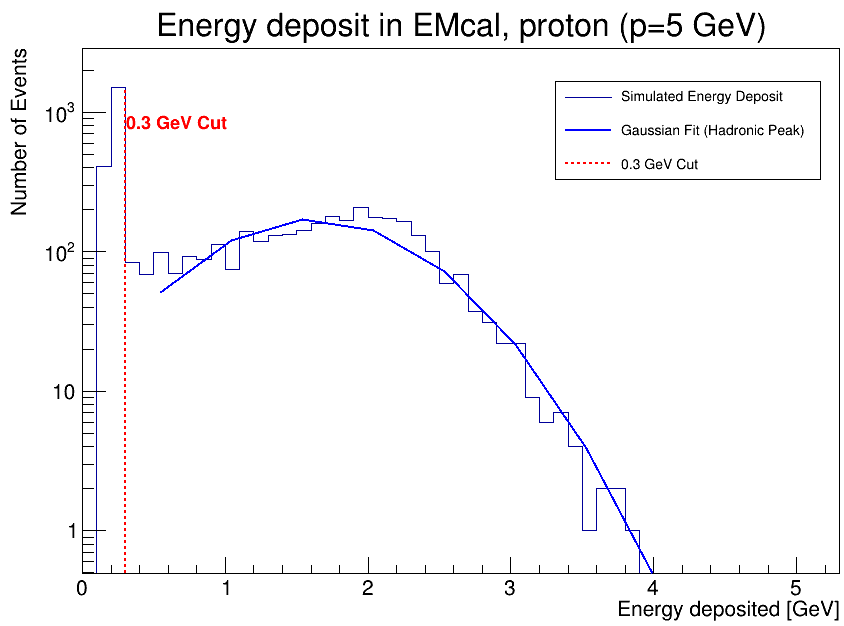 Energy deposit in EMcal, proton (p=5 GeV)
Number of Events
10³
10²
10
1
0.3 GeV Cut
Simulated Energy Deposit
Gaussian Fit (Hadronic Peak)
0.3 GeV Cut
0 1 2 3 4 5
Energy deposited [GeV]